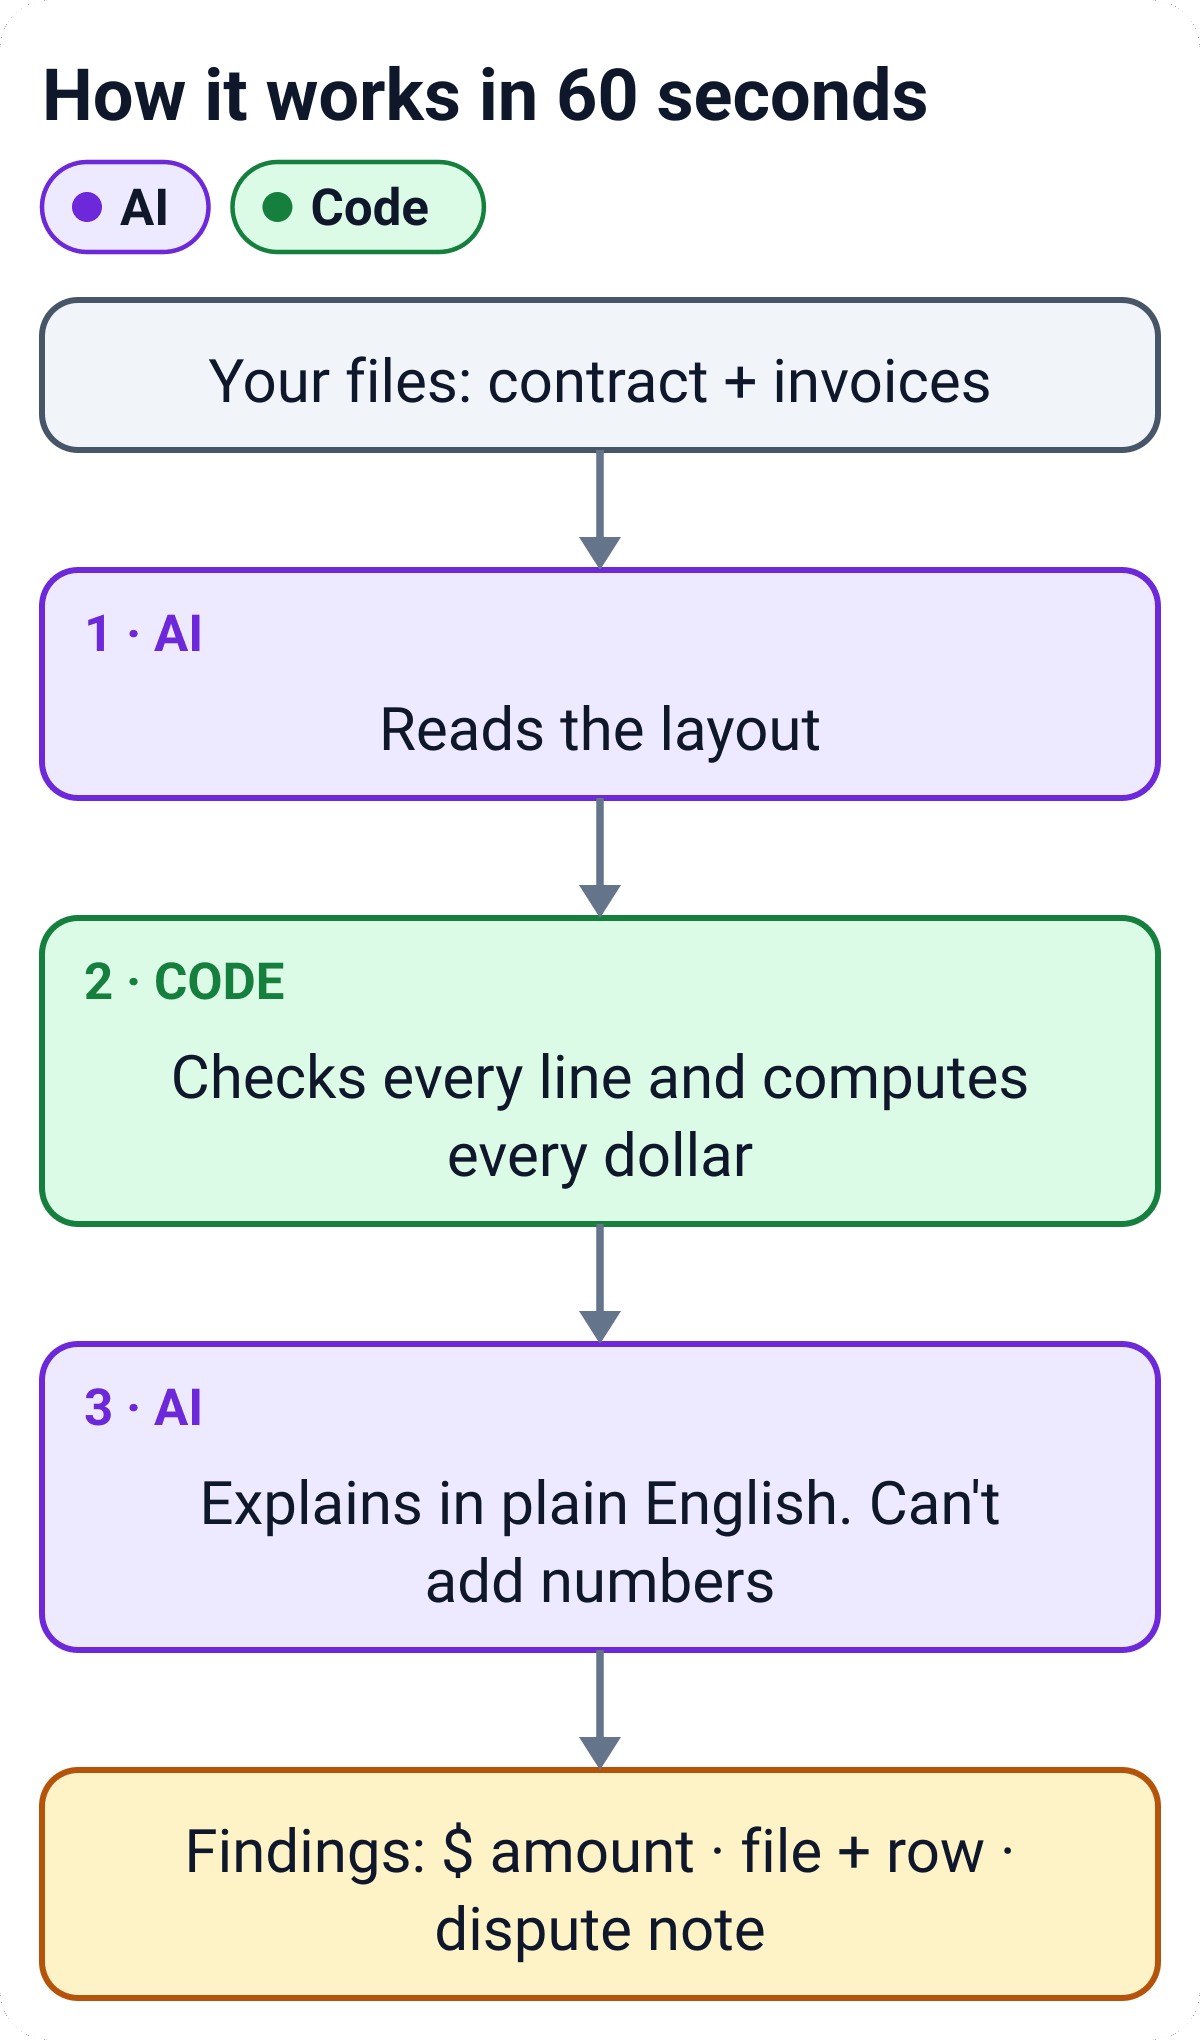 How it works in 60 seconds
AI
Code
Your files: contract + invoices
1 · AI
Reads the layout
2 · CODE
Checks every line and computes
every dollar
3 · AI
Explains in plain English. Can't
add numbers
Findings: $ amount · file + row ·
dispute note